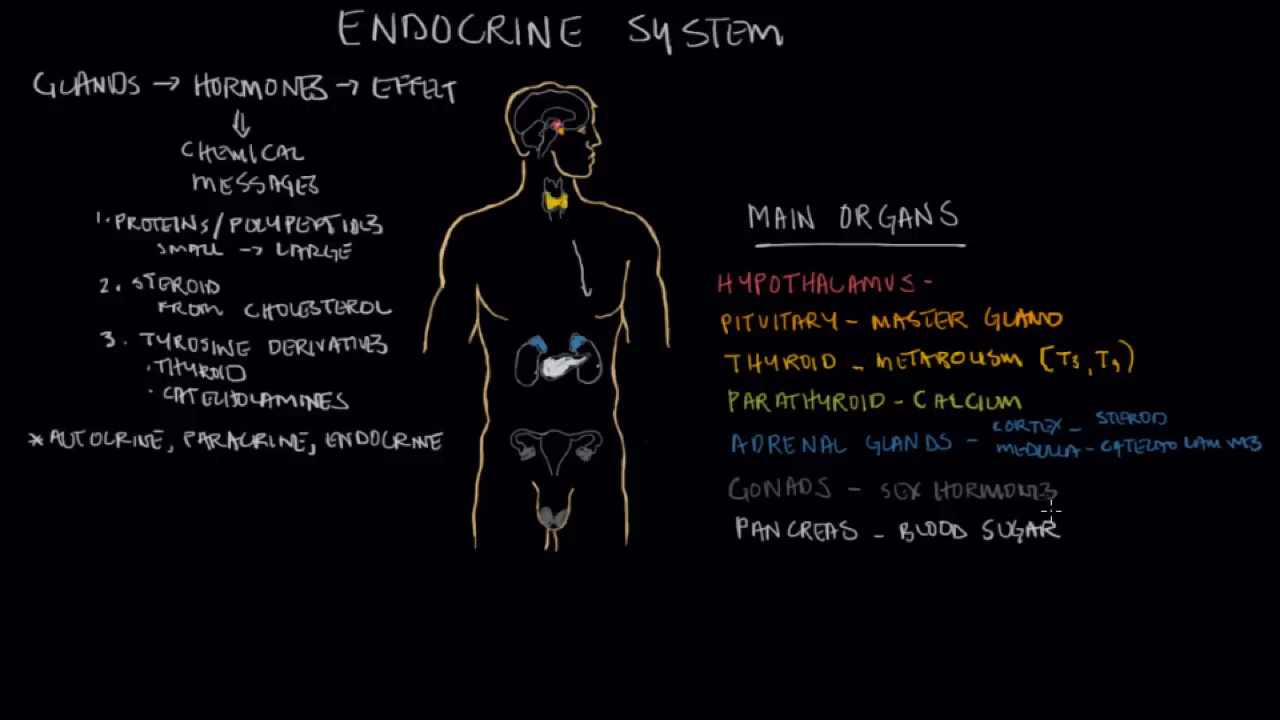 ENDOCRINE SYSTEM
GLANDS → HORMONES → EFFECT
⇓
CHEMICAL
MESSAGES
1. PROTEINS/POLYPEPTIDES
SMALL → LARGE
2. STEROID
FROM CHOLESTEROL
3. TYROSINE DERIVATIVES
· THYROID
· CATECHOLAMINES
* AUTOCRINE, PARACRINE, ENDOCRINE
MAIN ORGANS
HYPOTHALAMUS -
PITUITARY - MASTER GLAND
THYROID - METABOLISM [T3, T4)
PARATHYROID - CALCIUM
ADRENAL GLANDS - CORTEX - STEROID
MEDULLA - CATECHOLAMINES
GONADS - SEX HORMONES
PANCREAS - BLOOD SUGAR